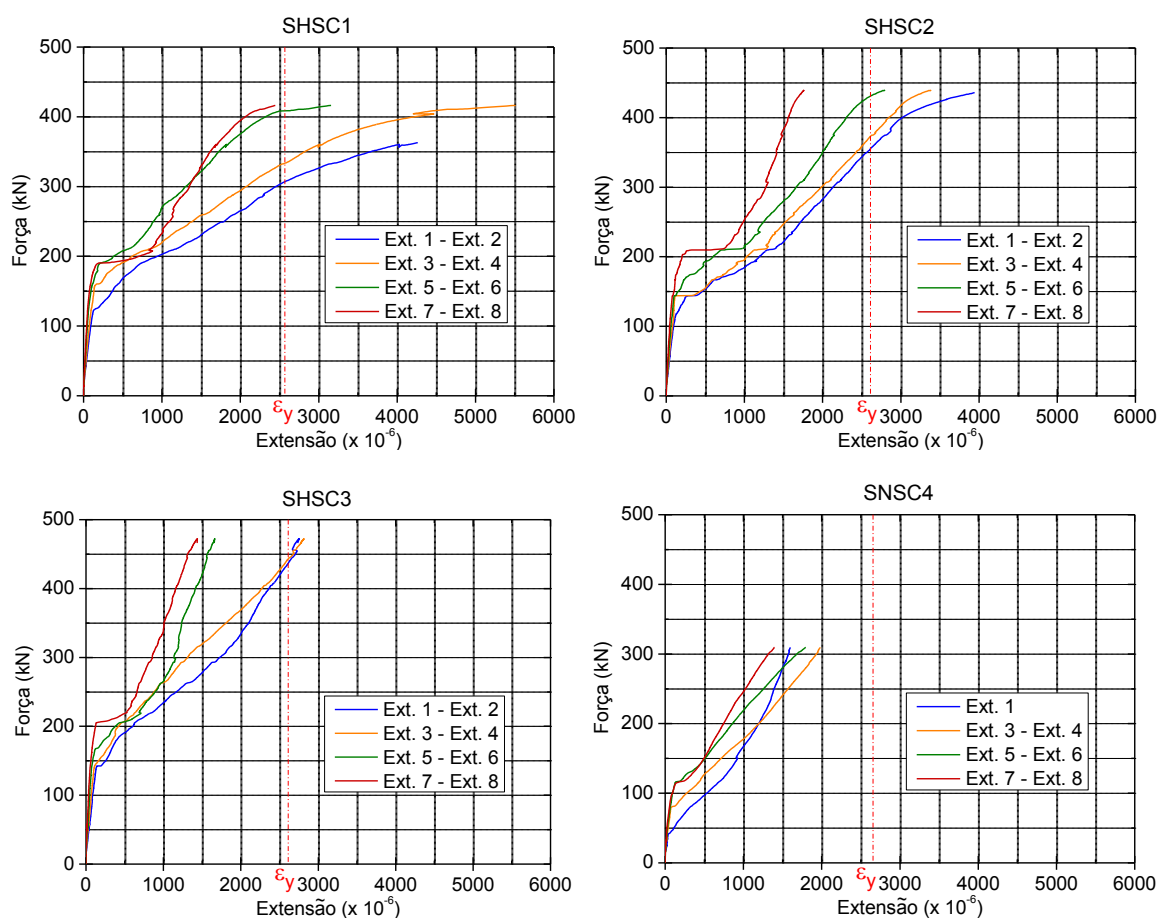 SHSC1
500
400
300
200
100
0
Força (kN)
Ext. 1 - Ext. 2
Ext. 3 - Ext. 4
Ext. 5 - Ext. 6
Ext. 7 - Ext. 8
0 1000 2000 3000 4000 5000 6000
εy
Extensão (x 10-6)
SHSC2
500
400
300
200
100
0
Força (kN)
Ext. 1 - Ext. 2
Ext. 3 - Ext. 4
Ext. 5 - Ext. 6
Ext. 7 - Ext. 8
0 1000 2000 3000 4000 5000 6000
εy
Extensão (x 10-6)
SHSC3
500
400
300
200
100
0
Força (kN)
Ext. 1 - Ext. 2
Ext. 3 - Ext. 4
Ext. 5 - Ext. 6
Ext. 7 - Ext. 8
0 1000 2000 3000 4000 5000 6000
εy
Extensão (x 10-6)
SNSC4
500
400
300
200
100
0
Força (kN)
Ext. 1
Ext. 3 - Ext. 4
Ext. 5 - Ext. 6
Ext. 7 - Ext. 8
0 1000 2000 3000 4000 5000 6000
εy
Extensão (x 10-6)